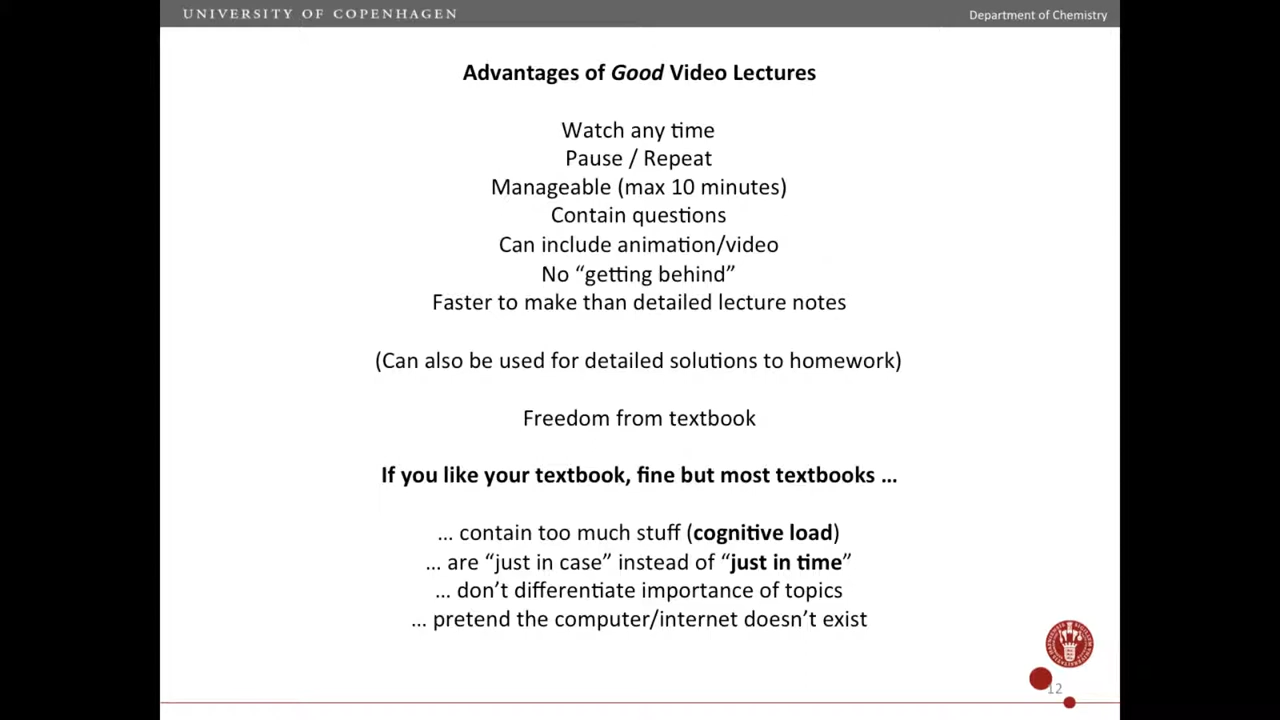 UNIVERSITY OF COPENHAGEN
Department of Chemistry
Advantages of Good Video Lectures
Watch any time
Pause / Repeat
Manageable (max 10 minutes)
Contain questions
Can include animation/video
No “getting behind”
Faster to make than detailed lecture notes
(Can also be used for detailed solutions to homework)
Freedom from textbook
If you like your textbook, fine but most textbooks …
… contain too much stuff (cognitive load)
… are “just in case” instead of “just in time”
… don’t differentiate importance of topics
… pretend the computer/internet doesn’t exist
12